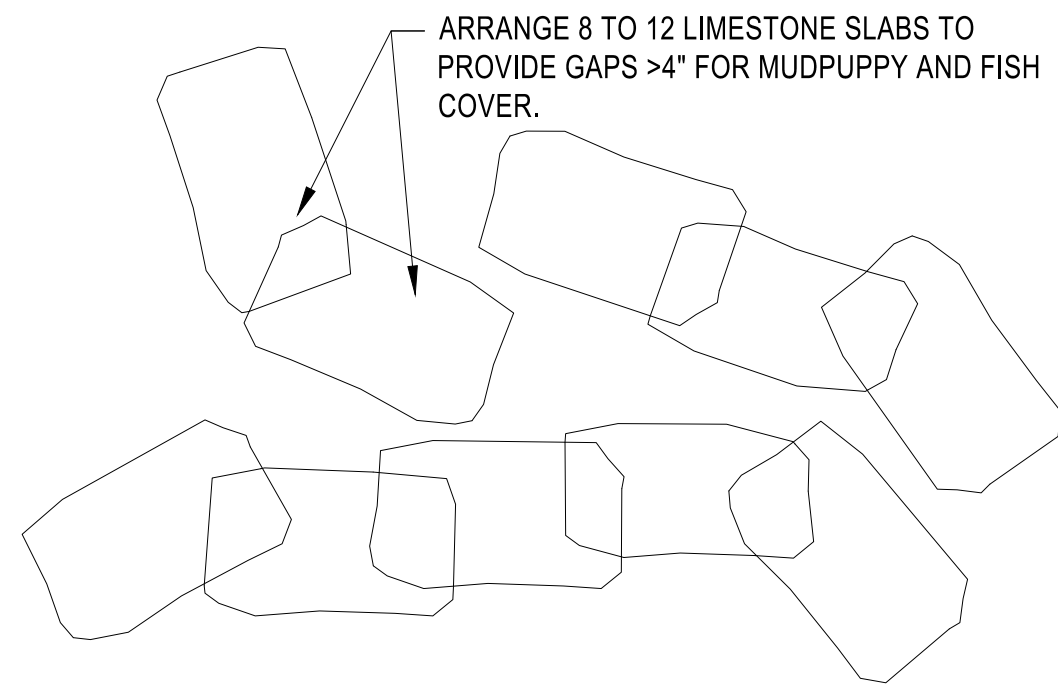 ARRANGE 8 TO 12 LIMESTONE SLABS TO
PROVIDE GAPS >4" FOR MUDPUPPY AND FISH
COVER.